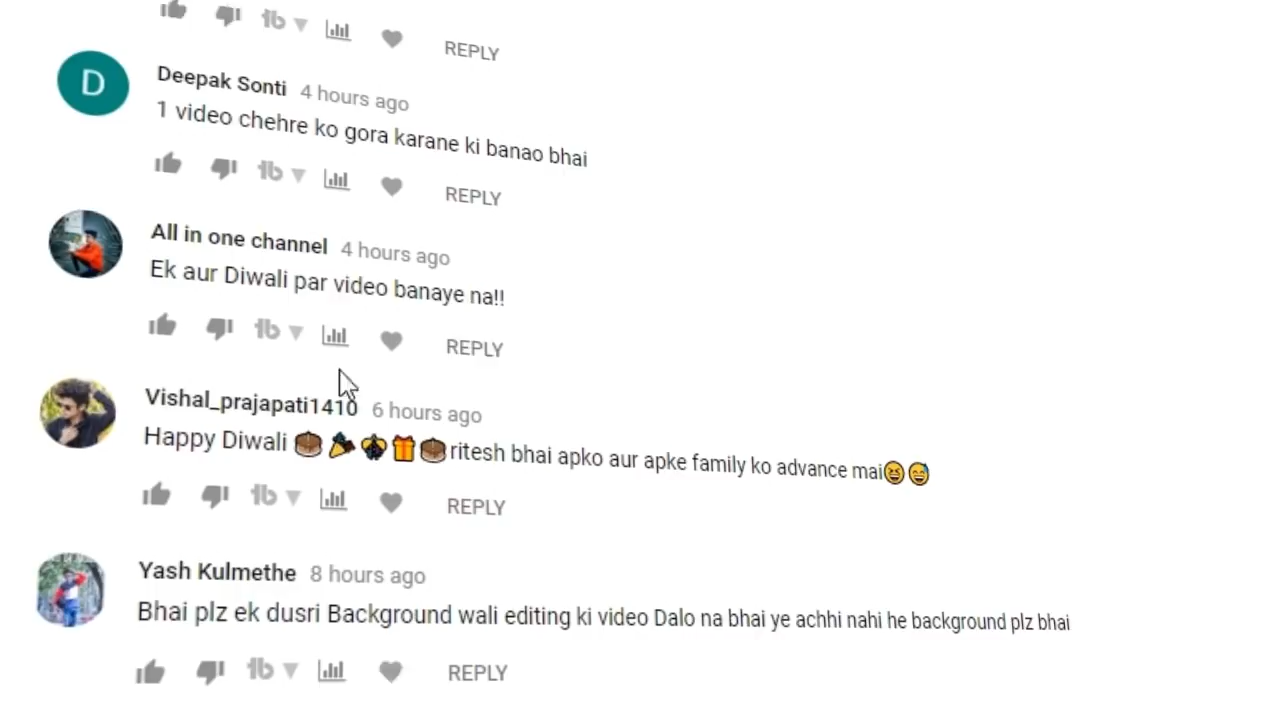 REPLY
D
Deepak Sonti 4 hours ago
1 video chehre ko gora karane ki banao bhai
REPLY
All in one channel 4 hours ago
Ek aur Diwali par video banaye na!!
REPLY
Vishal_prajapati1410 6 hours ago
Happy Diwali 🎂🎉🍇🎁🎂ritesh bhai apko aur apke family ko advance mai😆😅
REPLY
Yash Kulmethe 8 hours ago
Bhai plz ek dusri Background wali editing ki video Dalo na bhai ye achhi nahi he background plz bhai
REPLY